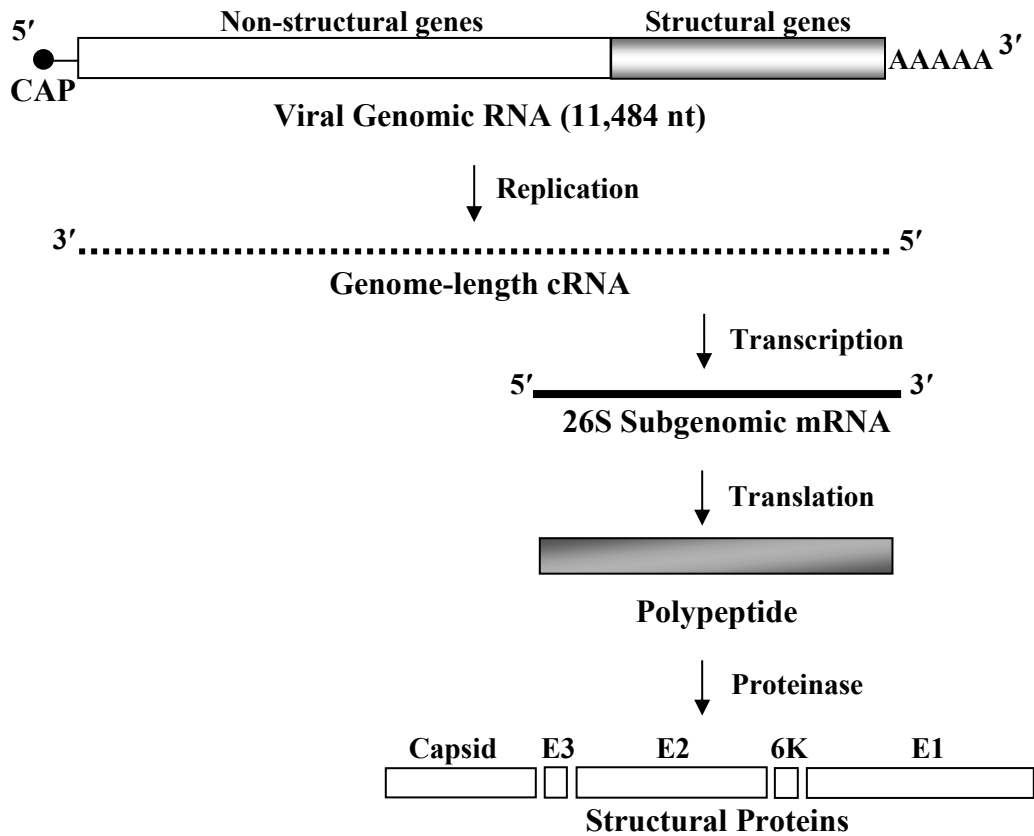 Non-structural genes Structural genes
5′ 3′
CAP AAAAA
Viral Genomic RNA (11,484 nt)
Replication
3′ 5′
Genome-length cRNA
Transcription
5′ 3′
26S Subgenomic mRNA
Translation
Polypeptide
Proteinase
Capsid E3 E2 6K E1
Structural Proteins